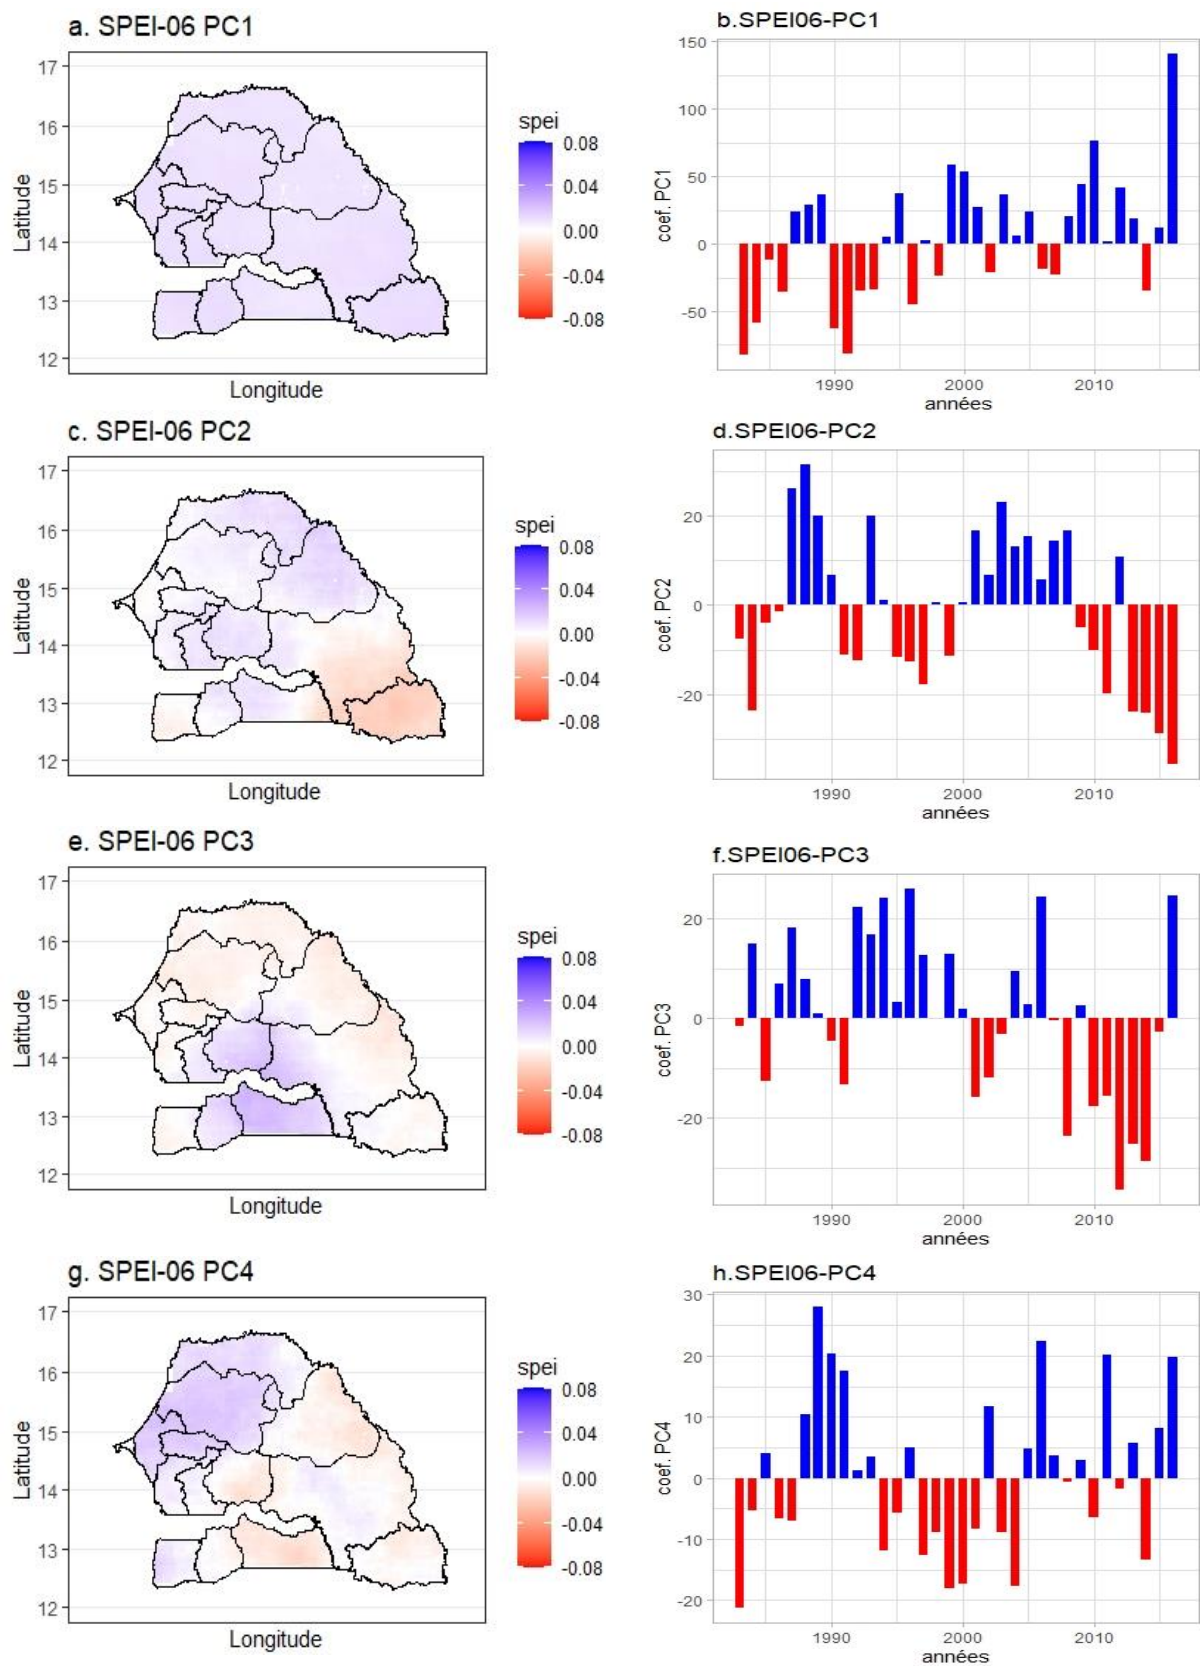 a. SPEI-06 PC1
17
16
15
14
13
12
Latitude
Longitude
spei
0.08
0.04
0.00
-0.04
-0.08
b.SPEI06-PC1
150
100
50
0
-50
coef. PC1
1990 2000 2010
années
c. SPEI-06 PC2
17
16
15
14
13
12
Latitude
Longitude
spei
0.08
0.04
0.00
-0.04
-0.08
d.SPEI06-PC2
20
0
-20
coef. PC2
1990 2000 2010
années
e. SPEI-06 PC3
17
16
15
14
13
12
Latitude
Longitude
spei
0.08
0.04
0.00
-0.04
-0.08
f.SPEI06-PC3
20
0
-20
coef. PC3
1990 2000 2010
années
g. SPEI-06 PC4
17
16
15
14
13
12
Latitude
Longitude
spei
0.08
0.04
0.00
-0.04
-0.08
h.SPEI06-PC4
30
20
10
0
-10
-20
coef. PC4
1990 2000 2010
années